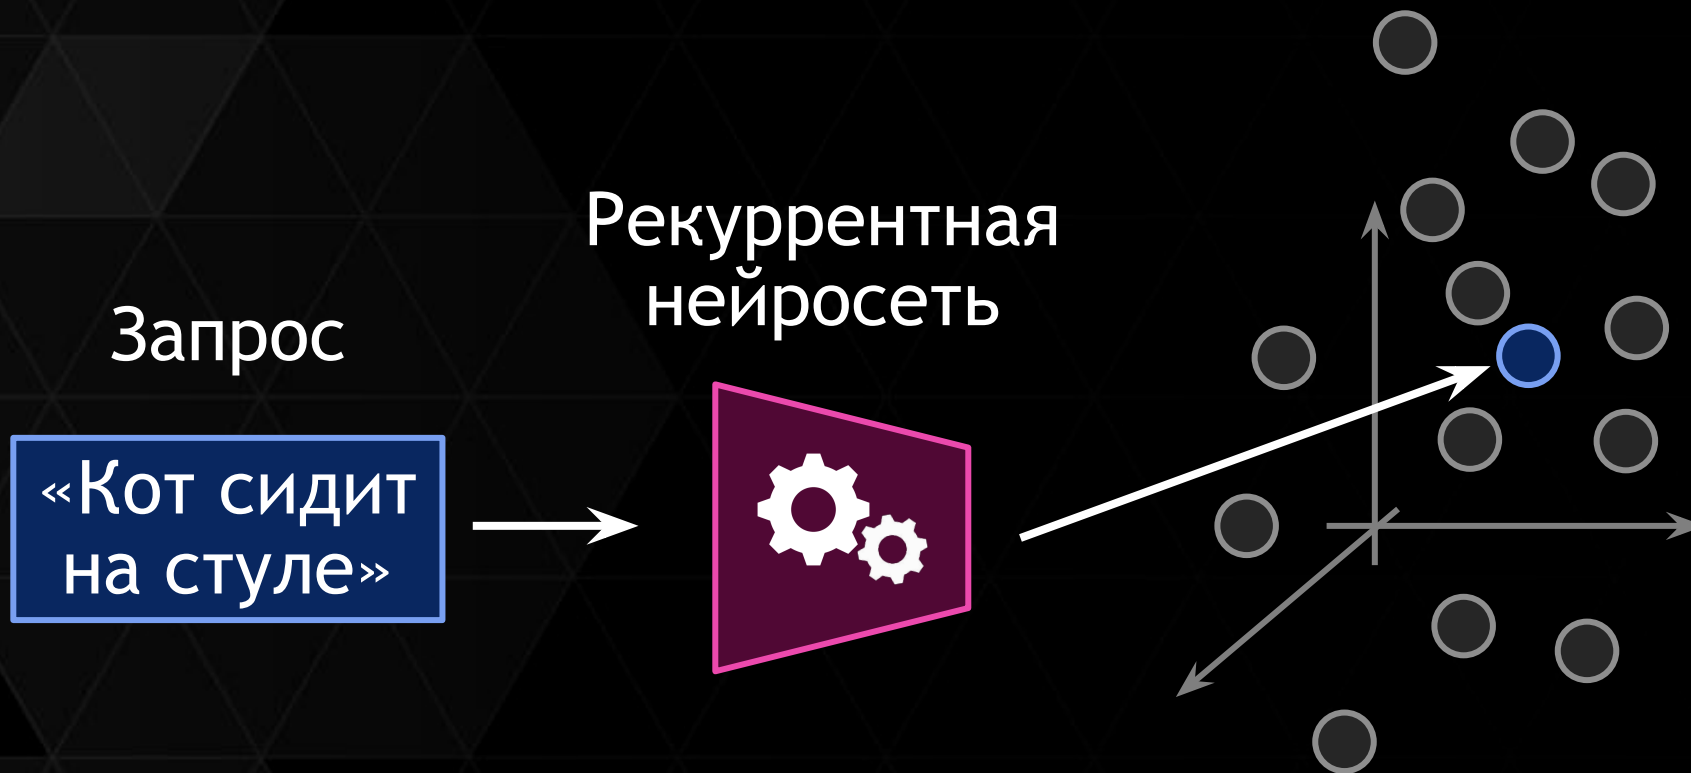 Запрос
«Кот сидит
на стуле»
Рекуррентная
нейросеть